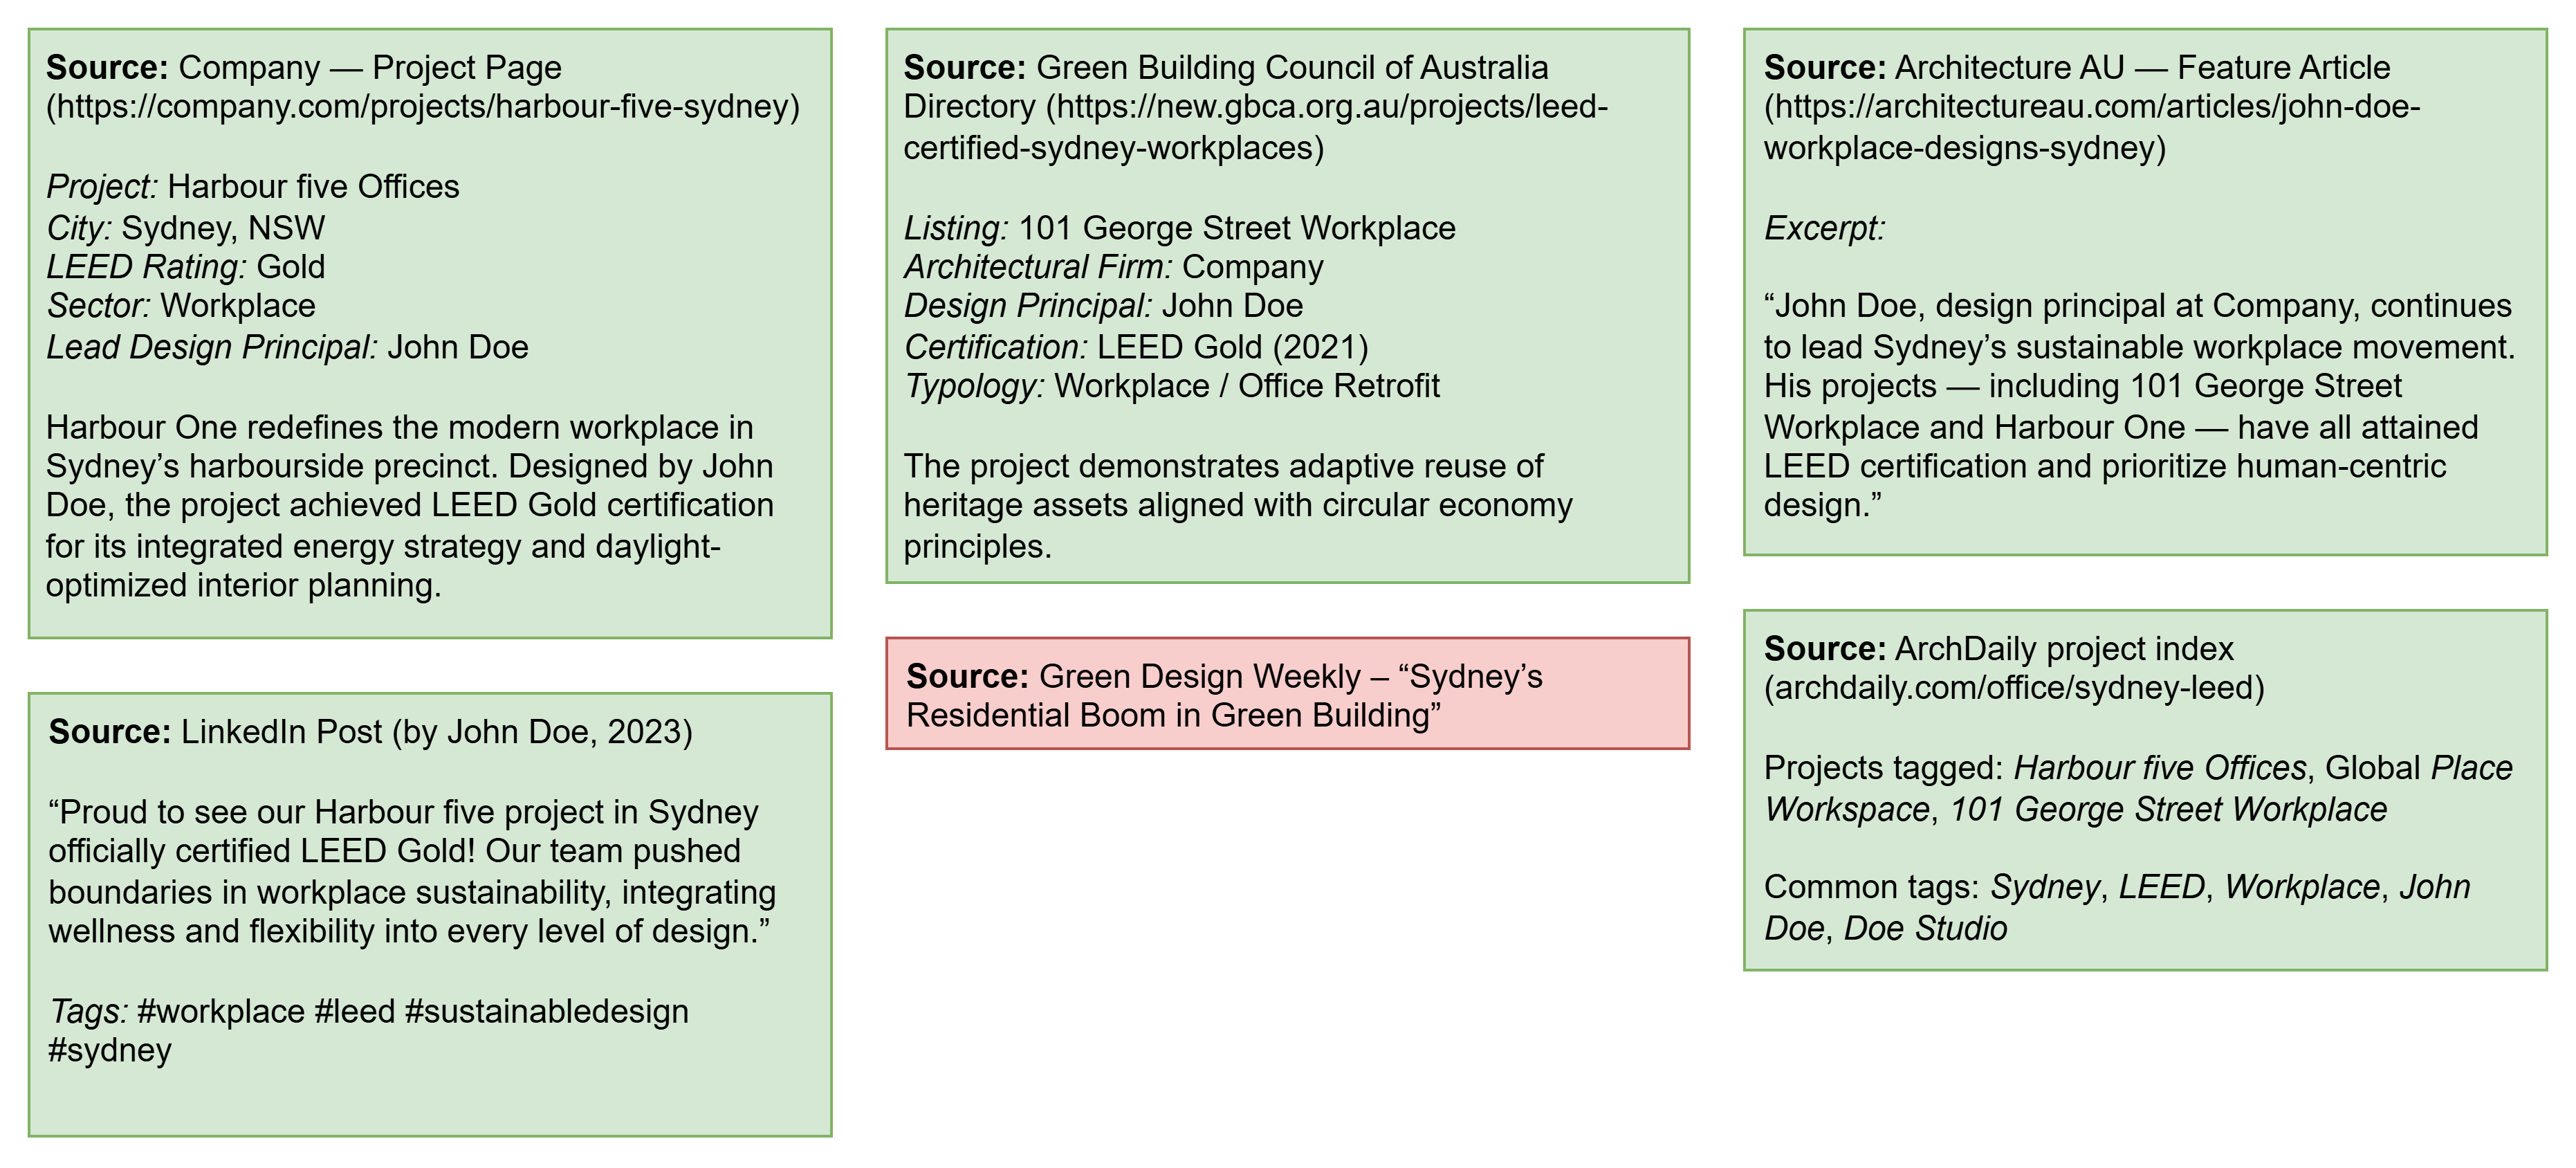 Source: Company — Project Page
(https://company.com/projects/harbour-five-sydney)
Project: Harbour five Offices
City: Sydney, NSW
LEED Rating: Gold
Sector: Workplace
Lead Design Principal: John Doe
Harbour One redefines the modern workplace in
Sydney’s harbourside precinct. Designed by John
Doe, the project achieved LEED Gold certification
for its integrated energy strategy and daylight-
optimized interior planning.
Source: LinkedIn Post (by John Doe, 2023)
“Proud to see our Harbour five project in Sydney
officially certified LEED Gold! Our team pushed
boundaries in workplace sustainability, integrating
wellness and flexibility into every level of design.”
Tags: #workplace #leed #sustainabledesign
#sydney
Source: Green Building Council of Australia
Directory (https://new.gbca.org.au/projects/leed-
certified-sydney-workplaces)
Listing: 101 George Street Workplace
Architectural Firm: Company
Design Principal: John Doe
Certification: LEED Gold (2021)
Typology: Workplace / Office Retrofit
The project demonstrates adaptive reuse of
heritage assets aligned with circular economy
principles.
Source: Green Design Weekly – “Sydney’s
Residential Boom in Green Building”
Source: Architecture AU — Feature Article
(https://architectureau.com/articles/john-doe-
workplace-designs-sydney)
Excerpt:
“John Doe, design principal at Company, continues
to lead Sydney’s sustainable workplace movement.
His projects — including 101 George Street
Workplace and Harbour One — have all attained
LEED certification and prioritize human-centric
design.”
Source: ArchDaily project index
(archdaily.com/office/sydney-leed)
Projects tagged: Harbour five Offices, Global Place
Workspace, 101 George Street Workplace
Common tags: Sydney, LEED, Workplace, John
Doe, Doe Studio